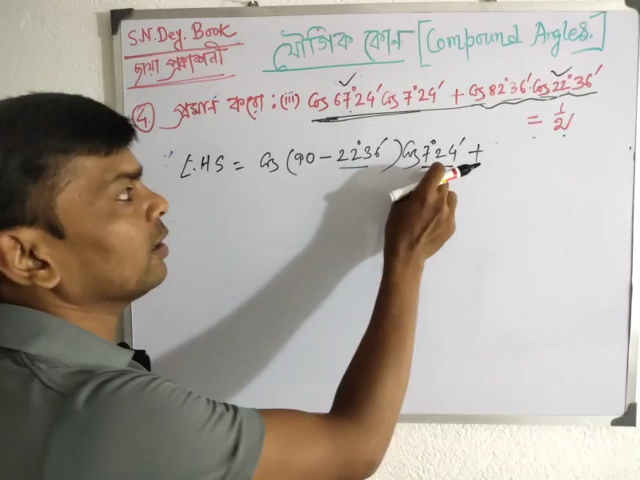 S.N.Dey. Book
ছায়া প্রকাশনী
যৌগিক কোন [Compound Angles.]
④ প্রমান করো : (iii) Cos 67°24′ Cos 7°24′ + Cos 82°36′. Cos 22°36′
= 1/2
∴ L.H.S = Cos (90 - 22°36′) Cos 7°24′ +